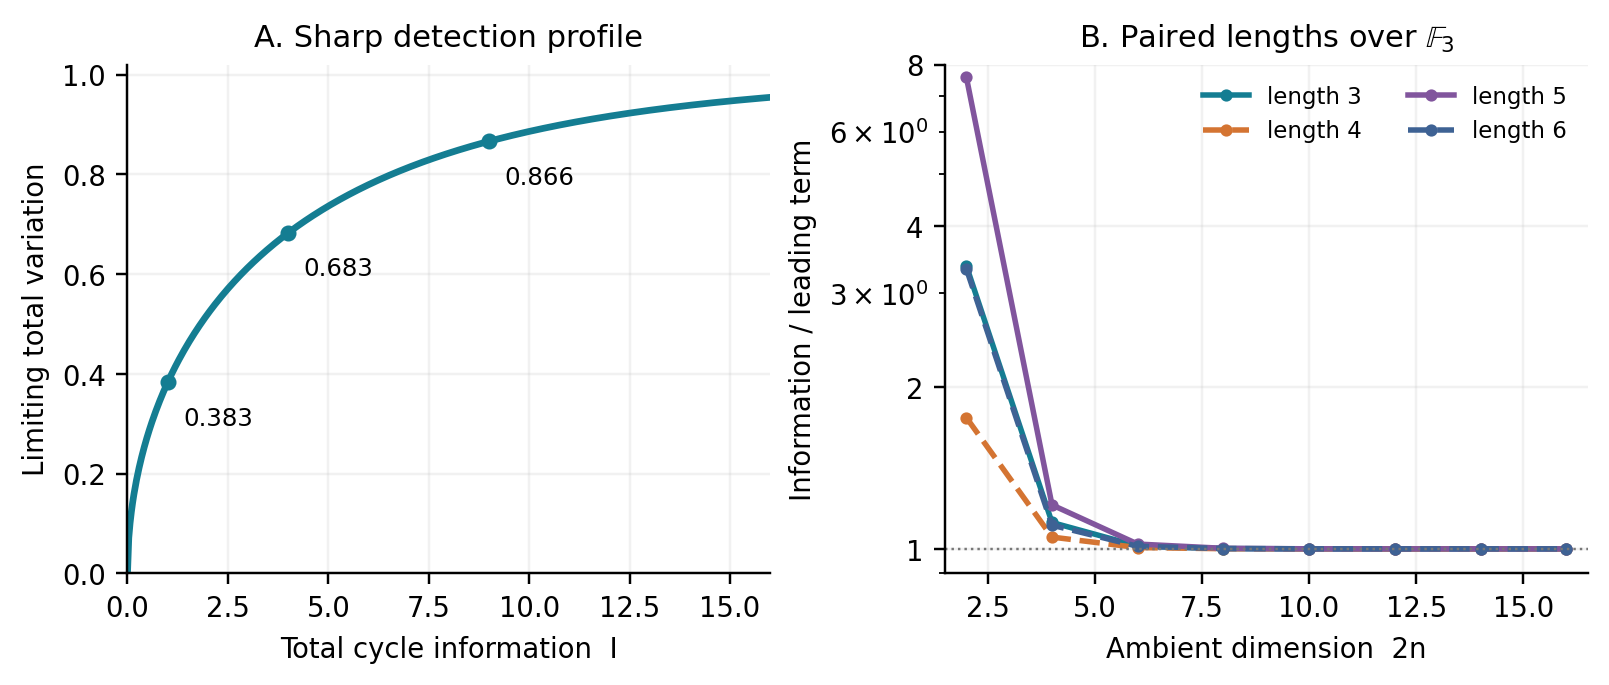 A. Sharp detection profile
Limiting total variation
1.0
0.8
0.6
0.4
0.2
0.0
0.866
0.683
0.383
0.0 2.5 5.0 7.5 10.0 12.5 15.0
Total cycle information I
B. Paired lengths over 𝔽₃
Information / leading term
8
6 × 10⁰
4
3 × 10⁰
2
1
length 3
length 4
length 5
length 6
2.5 5.0 7.5 10.0 12.5 15.0
Ambient dimension 2n